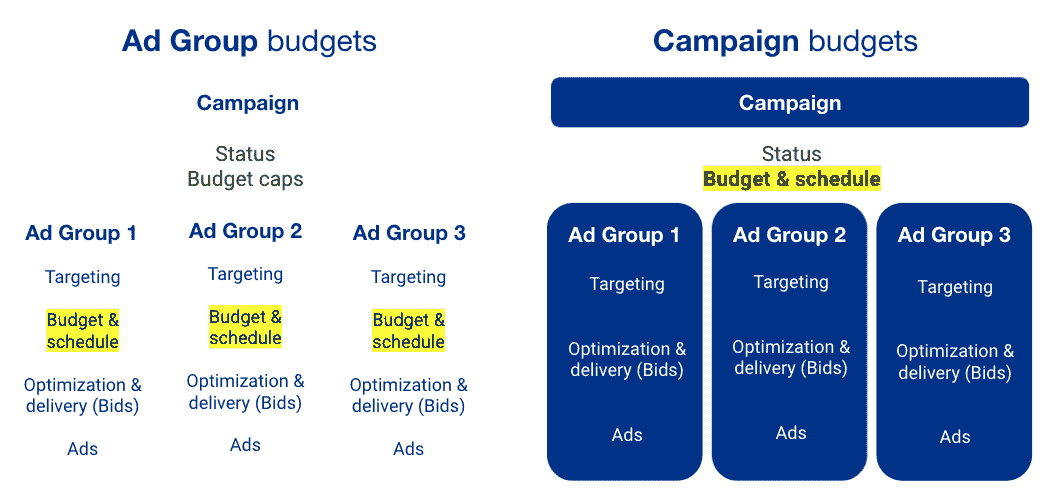 Ad Group budgets
Campaign
Status
Budget caps
Ad Group 1
Targeting
Budget &
schedule
Optimization &
delivery (Bids)
Ads
Ad Group 2
Targeting
Budget &
schedule
Optimization &
delivery (Bids)
Ads
Ad Group 3
Targeting
Budget &
schedule
Optimization &
delivery (Bids)
Ads
Campaign budgets
Campaign
Status
Budget & schedule
Ad Group 1
Targeting
Optimization &
delivery (Bids)
Ads
Ad Group 2
Targeting
Optimization &
delivery (Bids)
Ads
Ad Group 3
Targeting
Optimization &
delivery (Bids)
Ads